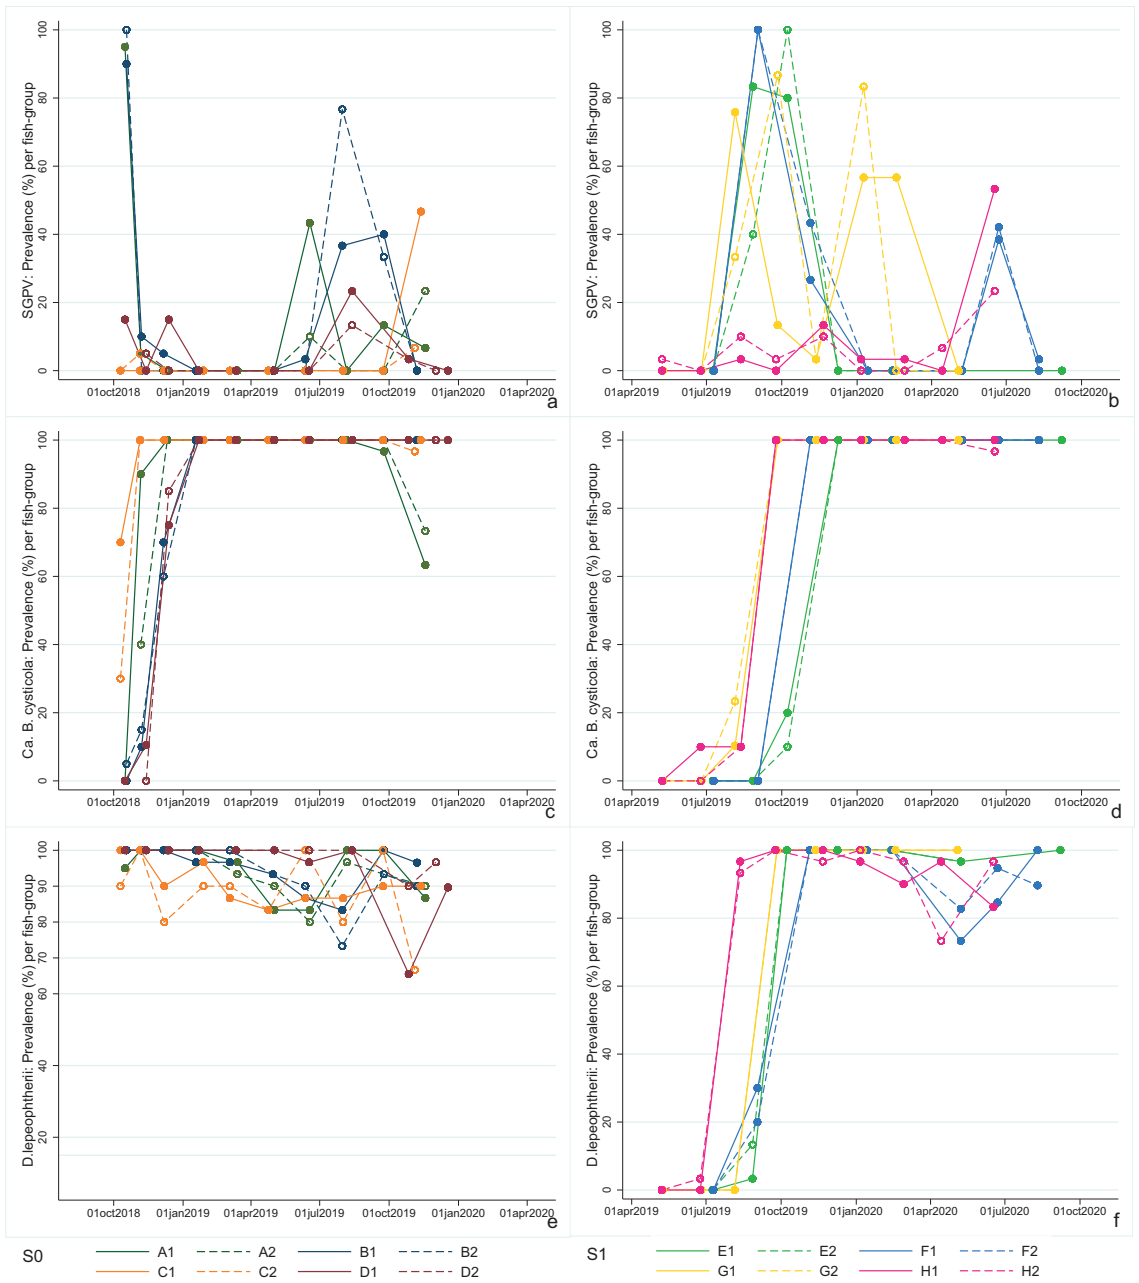 SGPV: Prevalence (%) per fish-group
100
80
60
40
20
0
01oct2018 01jan2019 01apr2019 01jul2019 01oct2019 01jan2020 01apr2020
a
SGPV: Prevalence (%) per fish-group
100
80
60
40
20
0
01apr2019 01jul2019 01oct2019 01jan2020 01apr2020 01jul2020 01oct2020
b
Ca. B. cysticola: Prevalence (%) per fish-group
100
80
60
40
20
0
01oct2018 01jan2019 01apr2019 01jul2019 01oct2019 01jan2020 01apr2020
c
Ca. B. cysticola: Prevalence (%) per fish-group
100
80
60
40
20
0
01apr2019 01jul2019 01oct2019 01jan2020 01apr2020 01jul2020 01oct2020
d
D.lepeophtherii: Prevalence (%) per fish-group
100
90
80
70
60
40
20
01oct2018 01jan2019 01apr2019 01jul2019 01oct2019 01jan2020 01apr2020
e
D.lepeophtherii: Prevalence (%) per fish-group
100
80
60
40
20
0
01apr2019 01jul2019 01oct2019 01jan2020 01apr2020 01jul2020 01oct2020
f
S0 A1 A2 B1 B2
C1 C2 D1 D2
S1 E1 E2 F1 F2
G1 G2 H1 H2